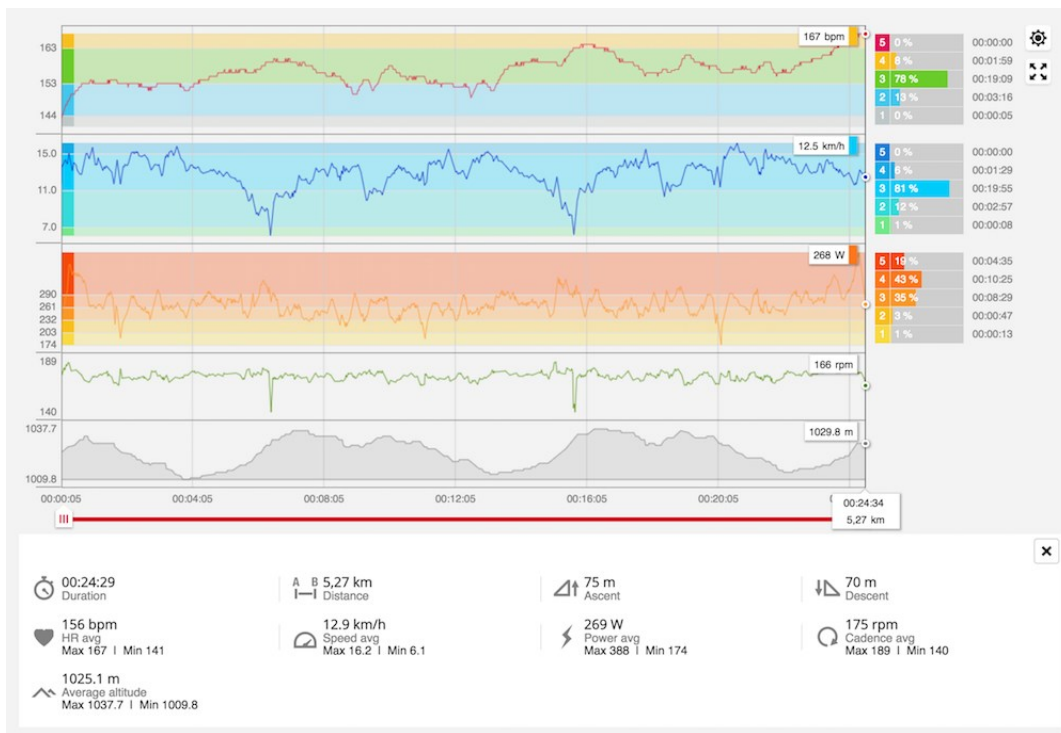 163
153
144
167 bpm
5 0 % 00:00:00
4 8 % 00:01:59
3 78 % 00:19:09
2 13 % 00:03:16
1 0 % 00:00:05
15.0
11.0
7.0
12.5 km/h
5 0 % 00:00:00
4 6 % 00:01:29
3 81 % 00:19:55
2 12 % 00:02:57
1 1 % 00:00:08
290
261
232
203
174
268 W
5 19 % 00:04:35
4 43 % 00:10:25
3 35 % 00:08:29
2 3 % 00:00:47
1 1 % 00:00:13
189
140
166 rpm
1037.7
1009.8
1029.8 m
00:00:05 00:04:05 00:08:05 00:12:05 00:16:05 00:20:05
00:24:34
5,27 km
00:24:29
Duration
A B 5,27 km
Distance
75 m
Ascent
70 m
Descent
156 bpm
HR avg
Max 167 | Min 141
12.9 km/h
Speed avg
Max 16.2 | Min 6.1
269 W
Power avg
Max 388 | Min 174
175 rpm
Cadence avg
Max 189 | Min 140
1025.1 m
Average altitude
Max 1037.7 | Min 1009.8